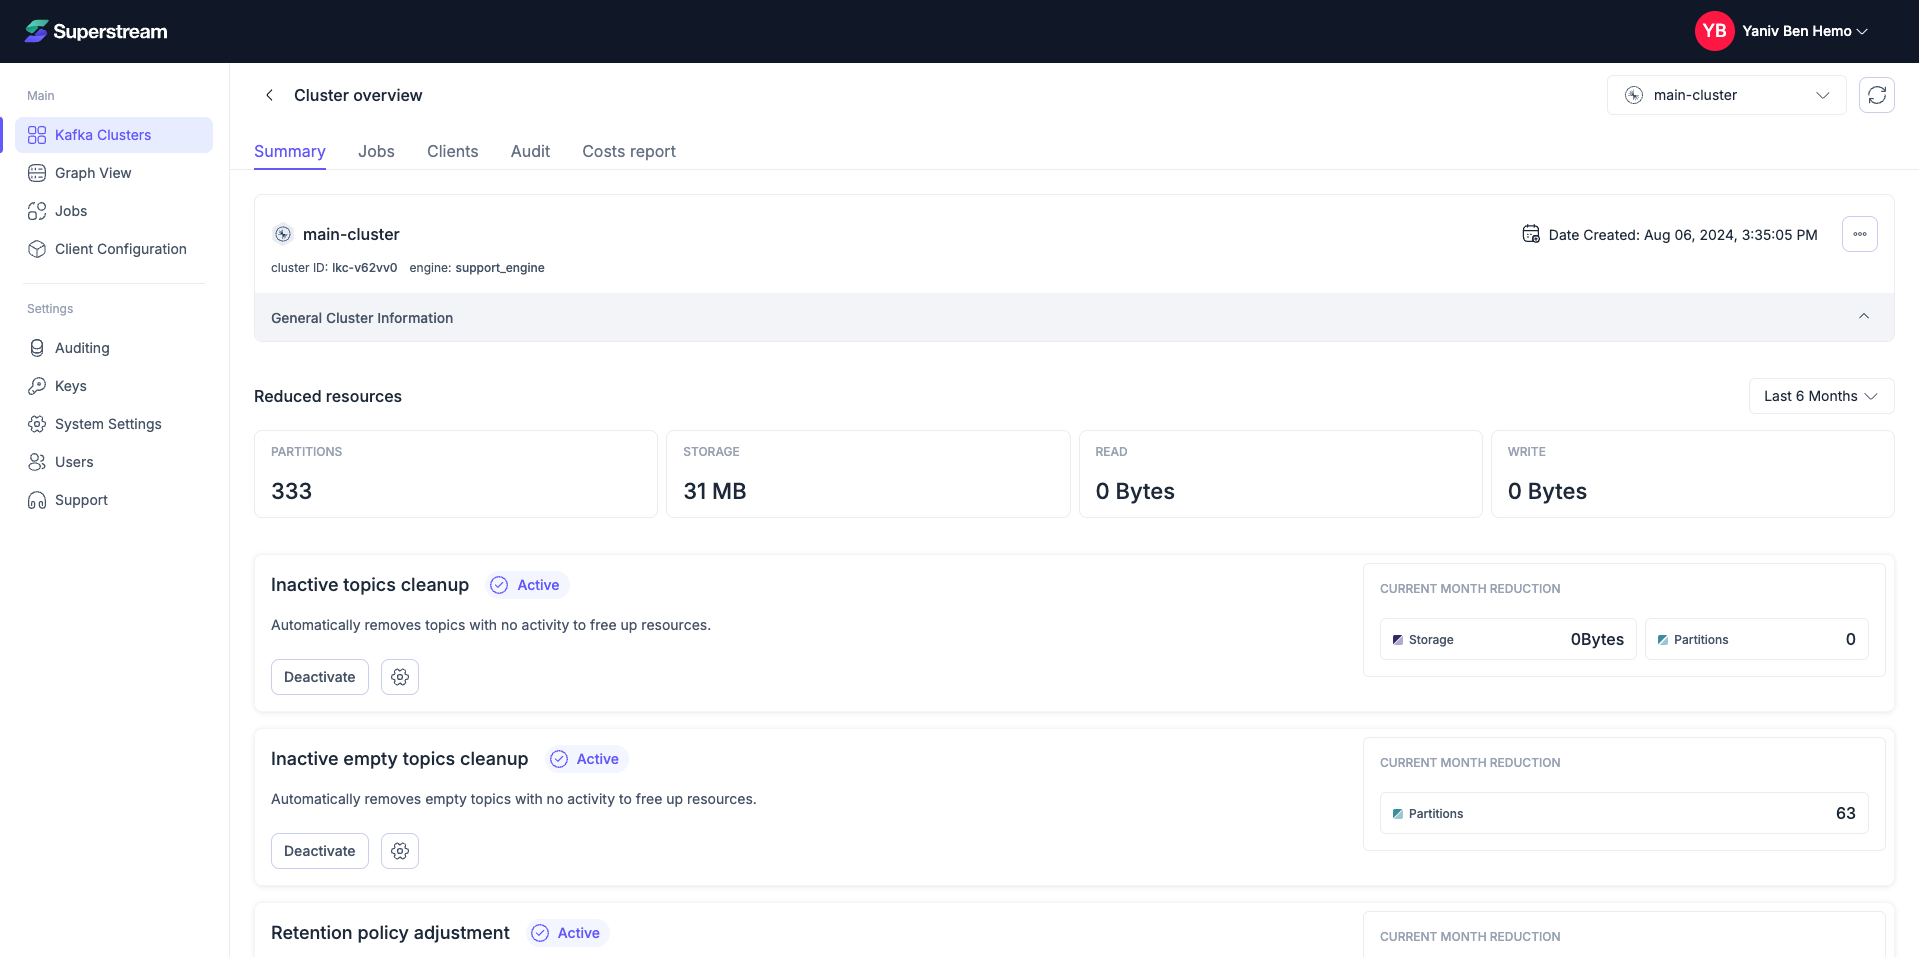 Superstream
YB Yaniv Ben Hemo
Main
Kafka Clusters
Graph View
Jobs
Client Configuration
Settings
Auditing
Keys
System Settings
Users
Support
Cluster overview
main-cluster
Summary Jobs Clients Audit Costs report
main-cluster
Date Created: Aug 06, 2024, 3:35:05 PM
cluster ID: lkc-v62vv0 engine: support_engine
General Cluster Information
Reduced resources
Last 6 Months
PARTITIONS
333
STORAGE
31 MB
READ
0 Bytes
WRITE
0 Bytes
Inactive topics cleanup Active
Automatically removes topics with no activity to free up resources.
Deactivate
CURRENT MONTH REDUCTION
Storage 0Bytes
Partitions 0
Inactive empty topics cleanup Active
Automatically removes empty topics with no activity to free up resources.
Deactivate
CURRENT MONTH REDUCTION
Partitions 63
Retention policy adjustment Active
CURRENT MONTH REDUCTION